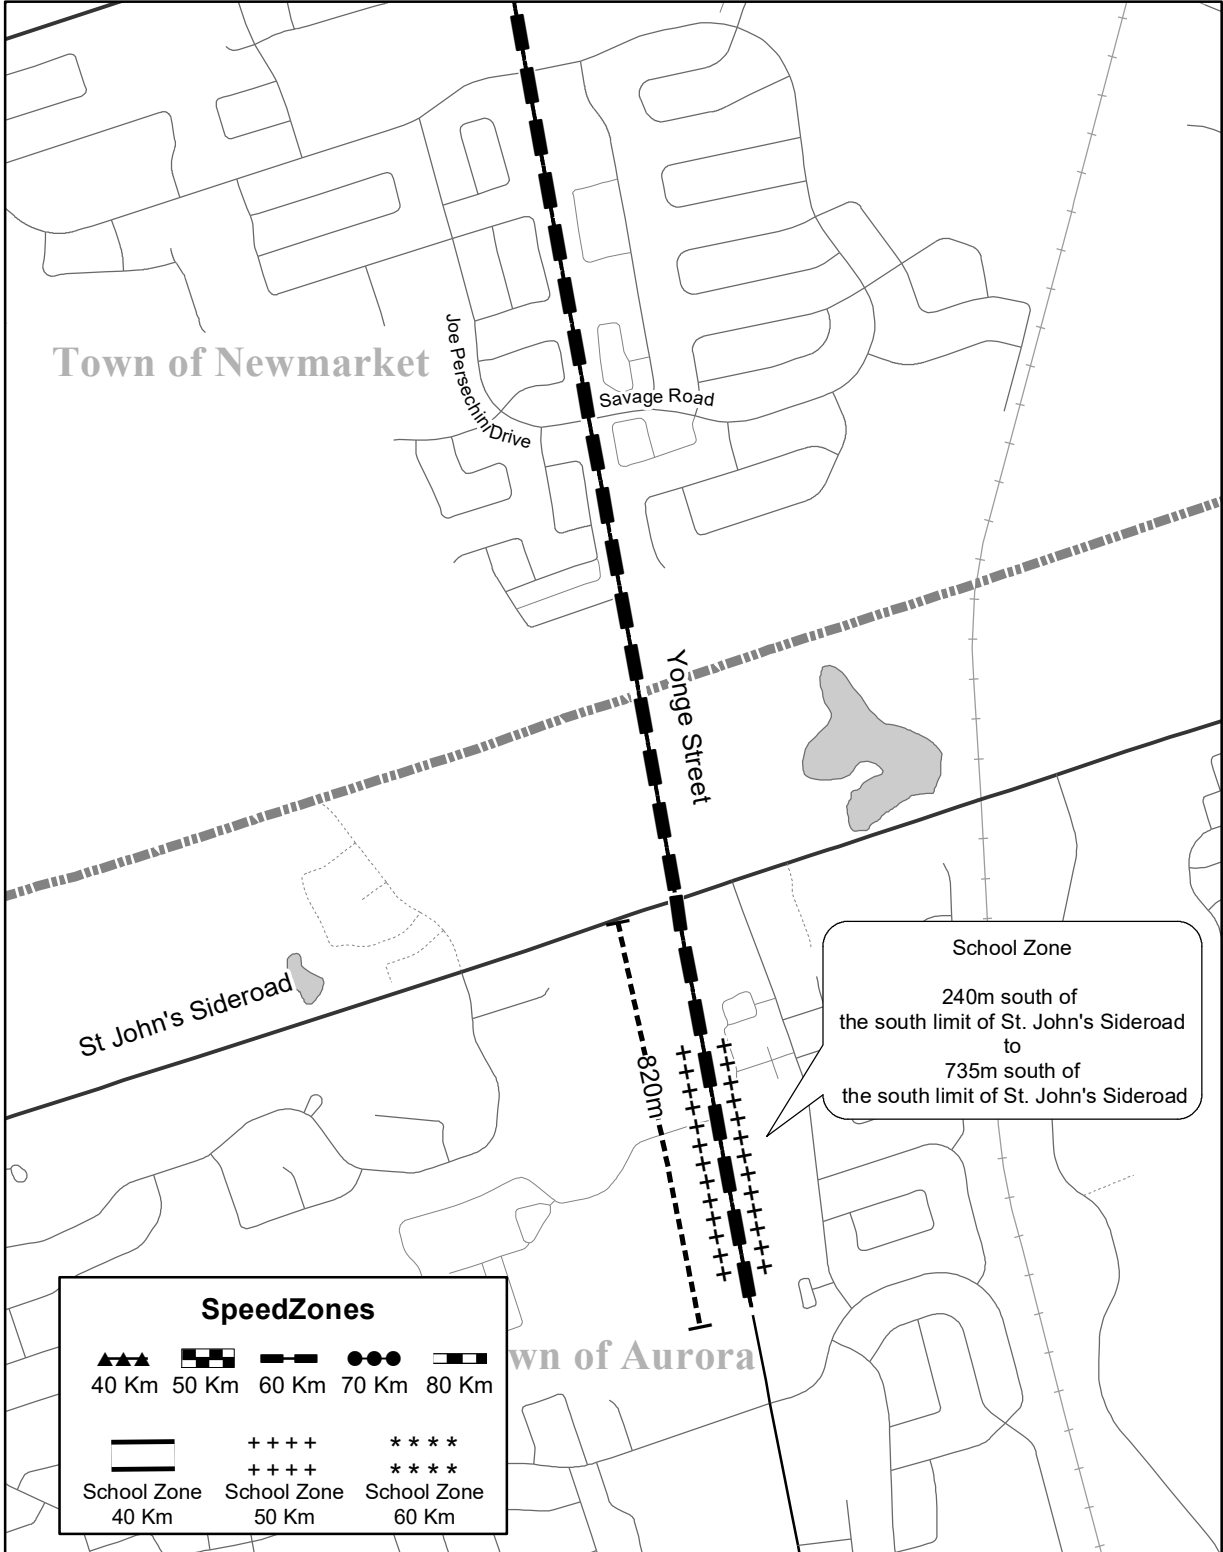 Town of Newmarket
Joe Persechini Drive
Savage Road
Yonge Street
St John's Sideroad
820m
School Zone
240m south of
the south limit of St. John's Sideroad
to
735m south of
the south limit of St. John's Sideroad
wn of Aurora
SpeedZones
40 Km 50 Km 60 Km 70 Km 80 Km
School Zone School Zone School Zone
40 Km 50 Km 60 Km